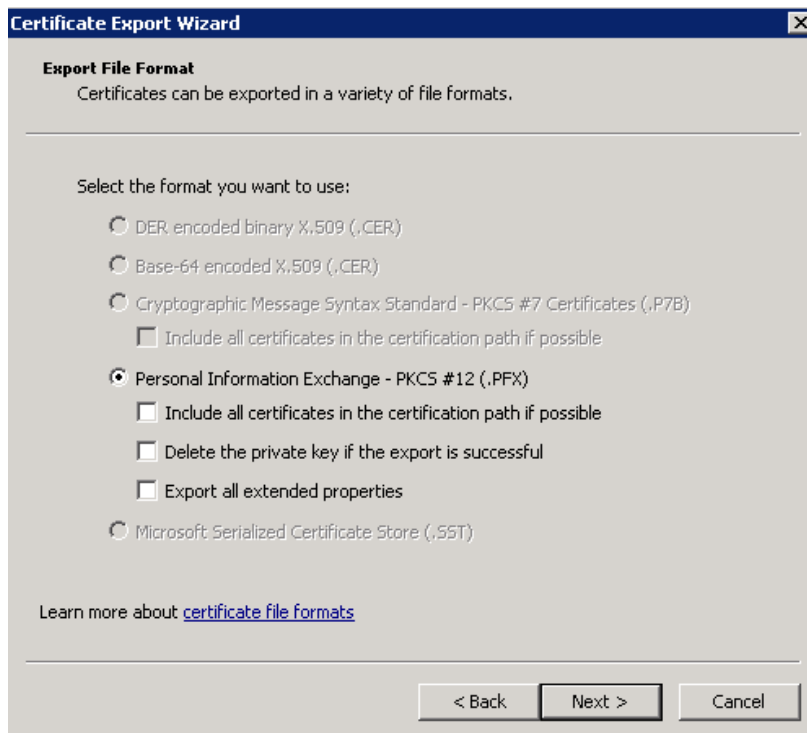 Certificate Export Wizard
Export File Format
Certificates can be exported in a variety of file formats.
Select the format you want to use:
DER encoded binary X.509 (.CER)
Base-64 encoded X.509 (.CER)
Cryptographic Message Syntax Standard - PKCS #7 Certificates (.P7B)
Include all certificates in the certification path if possible
Personal Information Exchange - PKCS #12 (.PFX)
Include all certificates in the certification path if possible
Delete the private key if the export is successful
Export all extended properties
Microsoft Serialized Certificate Store (.SST)
Learn more about certificate file formats
< Back Next > Cancel